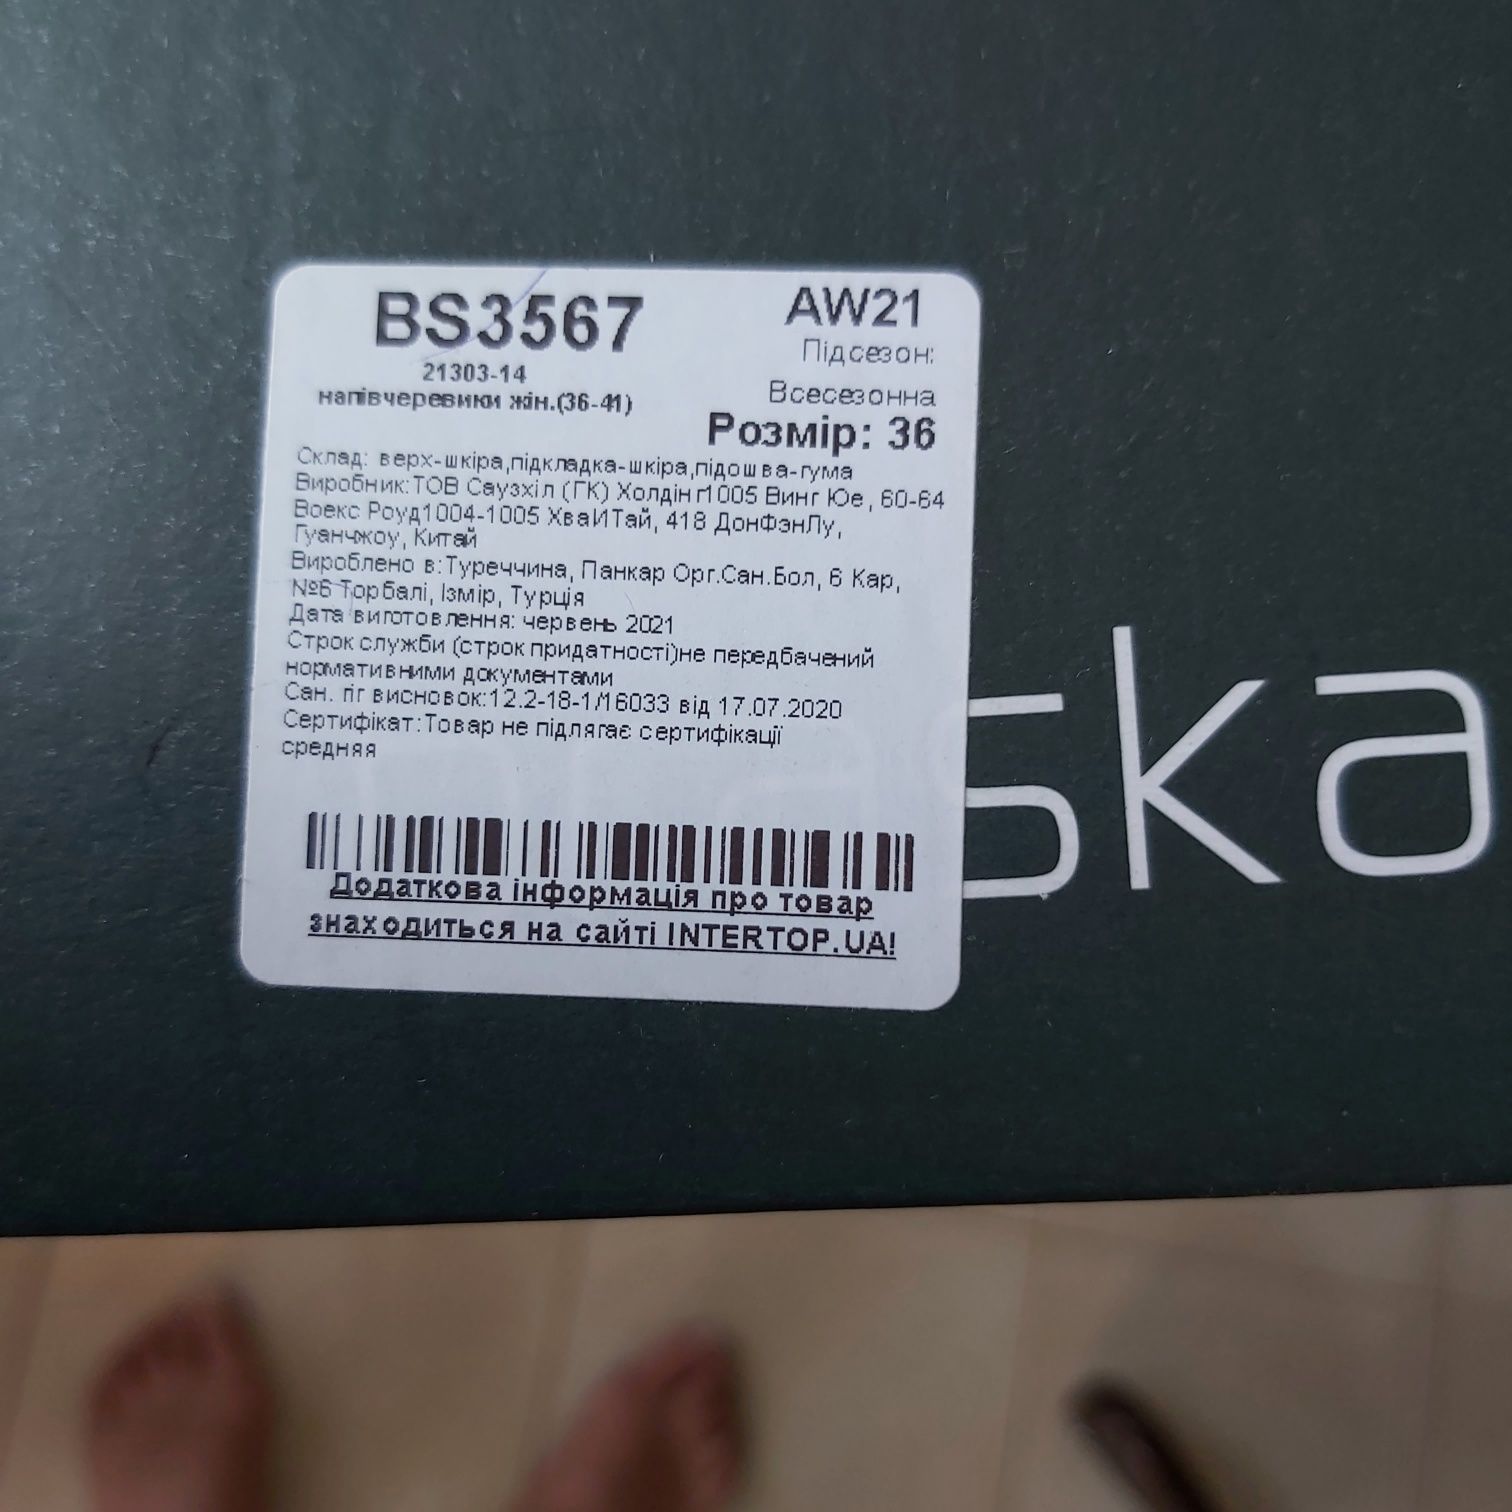 BS3567
21303-14
напівчеревики жін.(36-41)
AW21
Підсезон:
Всесезонна
Розмір: 36
Склад: верх-шкіра,підкладка-шкіра,підошва-гума
Виробник:ТОВ Саузхіл (ГК) Холдінг1005 Винг Юе, 60-64
Воекс Роуд1004-1005 ХваИТай, 418 ДонФэнЛу,
Гуанчжоу, Китай
Вироблено в:Туреччина, Панкар Орг.Сан.Бол, 6 Кар,
№6 Торбалі, Ізмір, Турція
Дата виготовлення: червень 2021
Строк служби (строк придатності)не передбачений
нормативними документами
Сан. гіг висновок:12.2-18-1/16033 від 17.07.2020
Сертифікат:Товар не підлягає сертифікації
средняя
Додаткова інформація про товар
знаходиться на сайті INTERTOP.UA!
ska